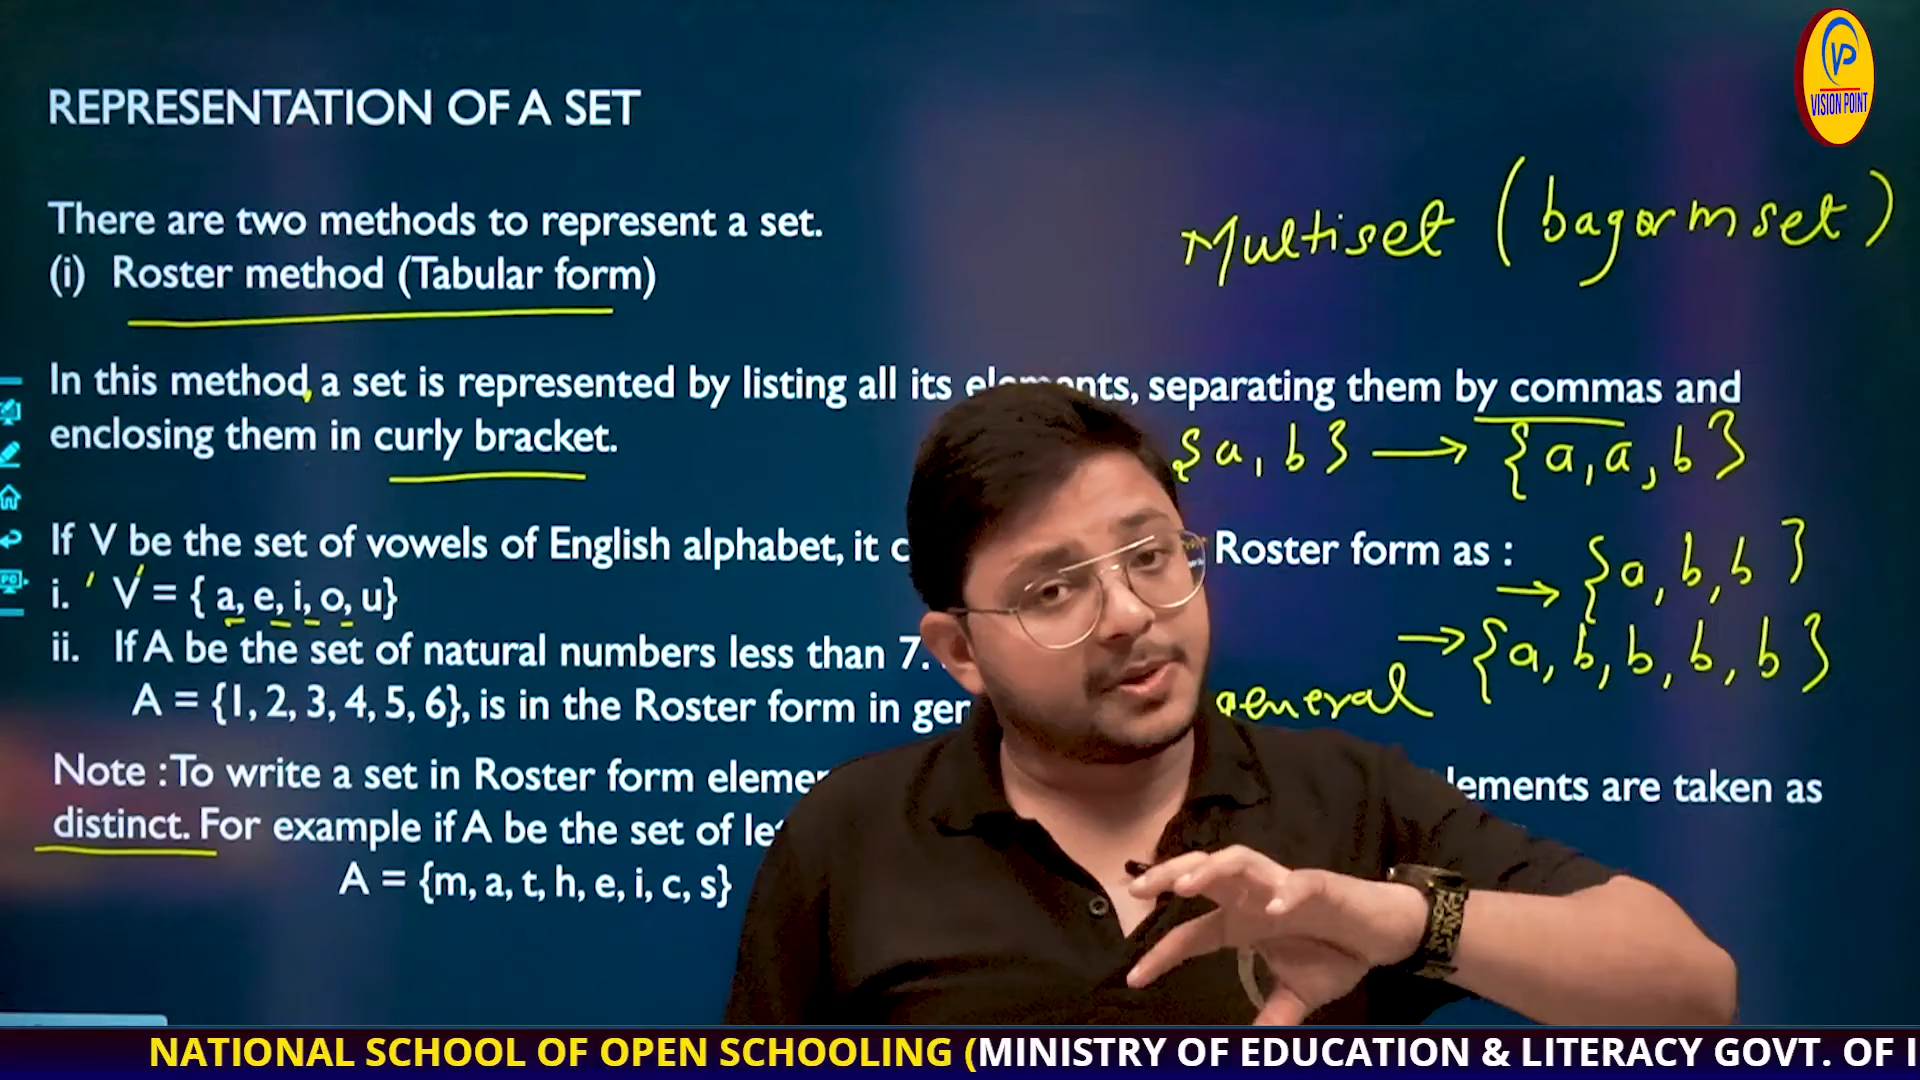 VP
VISION POINT
REPRESENTATION OF A SET
There are two methods to represent a set.
(i) Roster method (Tabular form)
Multiset (bag or mset)
In this method, a set is represented by listing all its elements, separating them by commas and
enclosing them in curly bracket.
{a, b} → {a, a, b}
If V be the set of vowels of English alphabet, it c Roster form as :
→ {a, b, b}
i. V = { a, e, i, o, u}
→ {a, b, b, b, b}
ii. If A be the set of natural numbers less than 7.
general
A = {1, 2, 3, 4, 5, 6}, is in the Roster form in gen
Note : To write a set in Roster form elements are taken as
distinct. For example if A be the set of let
A = {m, a, t, h, e, i, c, s}
NATIONAL SCHOOL OF OPEN SCHOOLING (MINISTRY OF EDUCATION & LITERACY GOVT. OF I